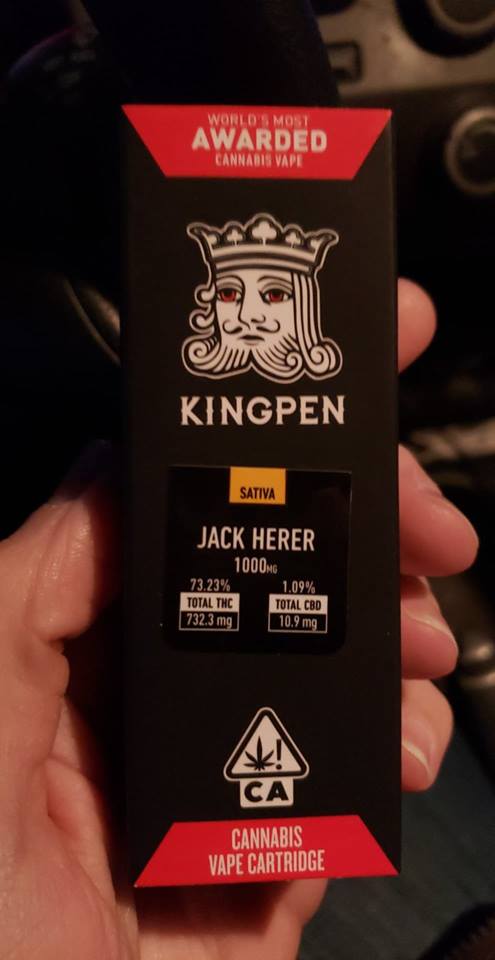 WORLD'S MOST
AWARDED
CANNABIS VAPE
KINGPEN
SATIVA
JACK HERER
1000MG
73.23% 1.09%
TOTAL THC TOTAL CBD
732.3 mg 10.9 mg
!
CA
CANNABIS
VAPE CARTRIDGE